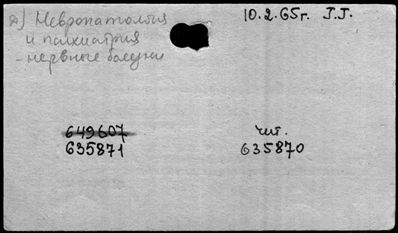 а) Невропатология
и психиатрия
- нервные болезни
10.2.65г. J.J.
649607
635871
чит.
635870